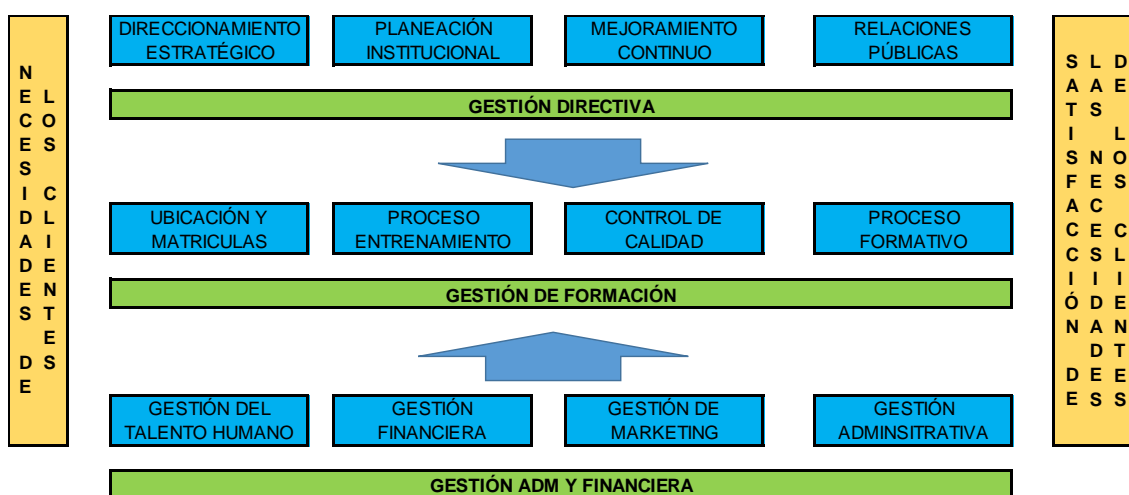 NECESIDADES DE
LOS CLIENTES
DIRECCIONAMIENTO
ESTRATÉGICO
PLANEACIÓN
INSTITUCIONAL
MEJORAMIENTO
CONTINUO
RELACIONES
PÚBLICAS
GESTIÓN DIRECTIVA
UBICACIÓN Y
MATRICULAS
PROCESO
ENTRENAMIENTO
CONTROL DE
CALIDAD
PROCESO
FORMATIVO
GESTIÓN DE FORMACIÓN
GESTIÓN DEL
TALENTO HUMANO
GESTIÓN
FINANCIERA
GESTIÓN DE
MARKETING
GESTIÓN
ADMINSITRATIVA
GESTIÓN ADM Y FINANCIERA
SATISFACCIÓN DE
LAS NECESIDADES
DE LOS CLIENTES